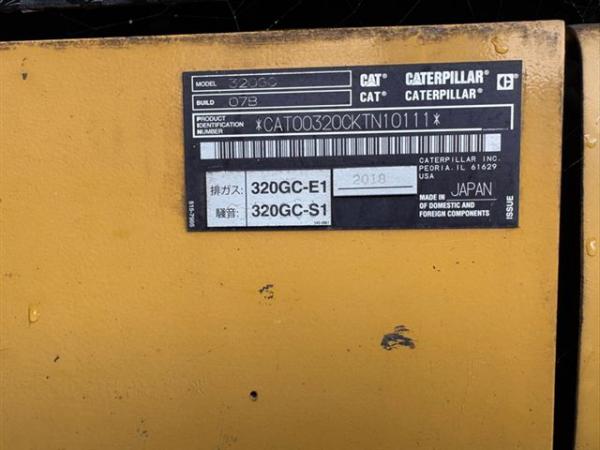 MODEL 320GC
BUILD 07B
CAT® CATERPILLAR®
CAT® CATERPILLAR®
PRODUCT IDENTIFICATION NUMBER *CAT00320CKTN10111*
CATERPILLAR INC.
PEORIA, IL 61629
USA
排ガス: 320GC-E1
2018
騒音: 320GC-S1
MADE IN JAPAN
OF DOMESTIC AND
FOREIGN COMPONENTS
ISSUE